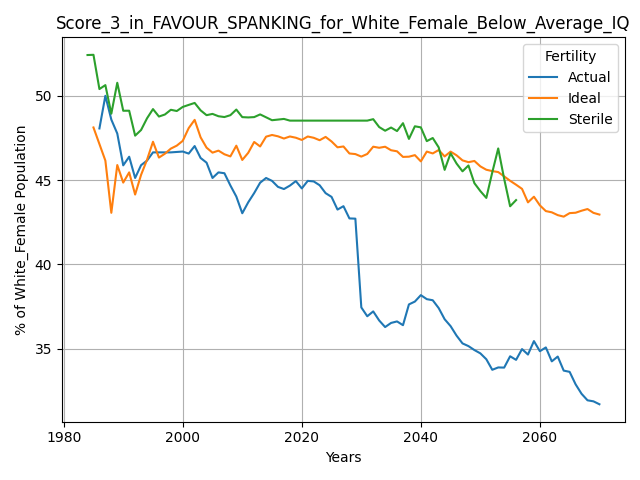 Score_3_in_FAVOUR_SPANKING_for_White_Female_Below_Average_IQ
Fertility
Actual
Ideal
Sterile
% of White_Female Population
50
45
40
35
1980
2000
2020
2040
2060
Years